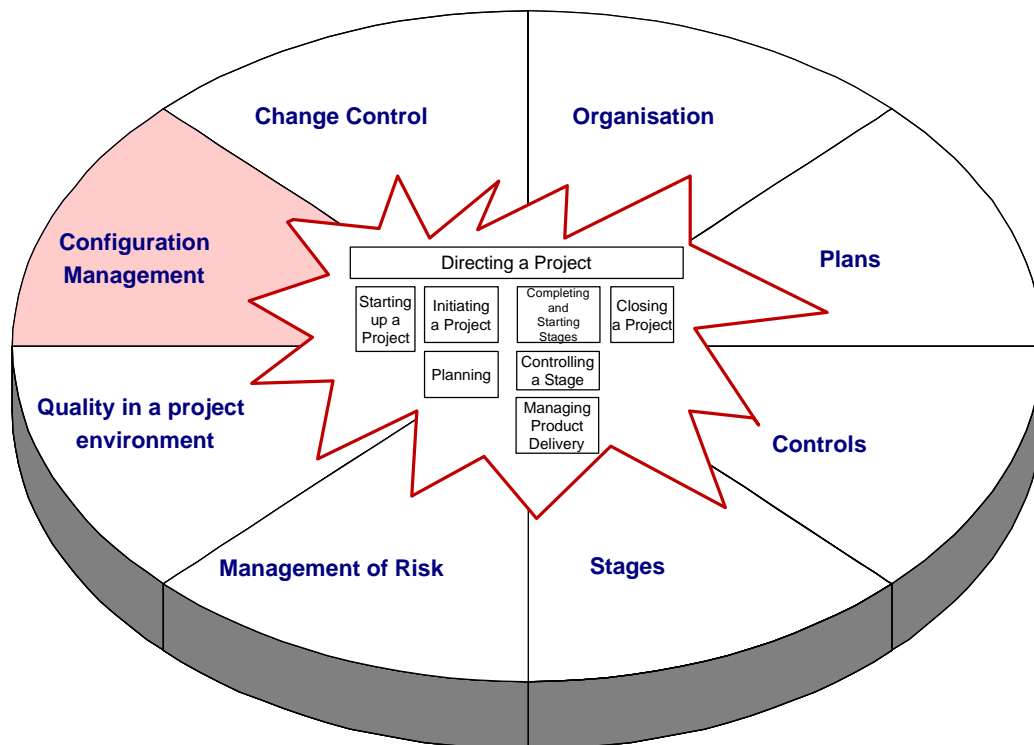 Change Control
Organisation
Configuration
Management
Plans
Directing a Project
Starting
up a
Project
Initiating
a Project
Completing
and
Starting
Stages
Closing
a Project
Planning
Controlling
a Stage
Managing
Product
Delivery
Quality in a project
environment
Controls
Management of Risk
Stages